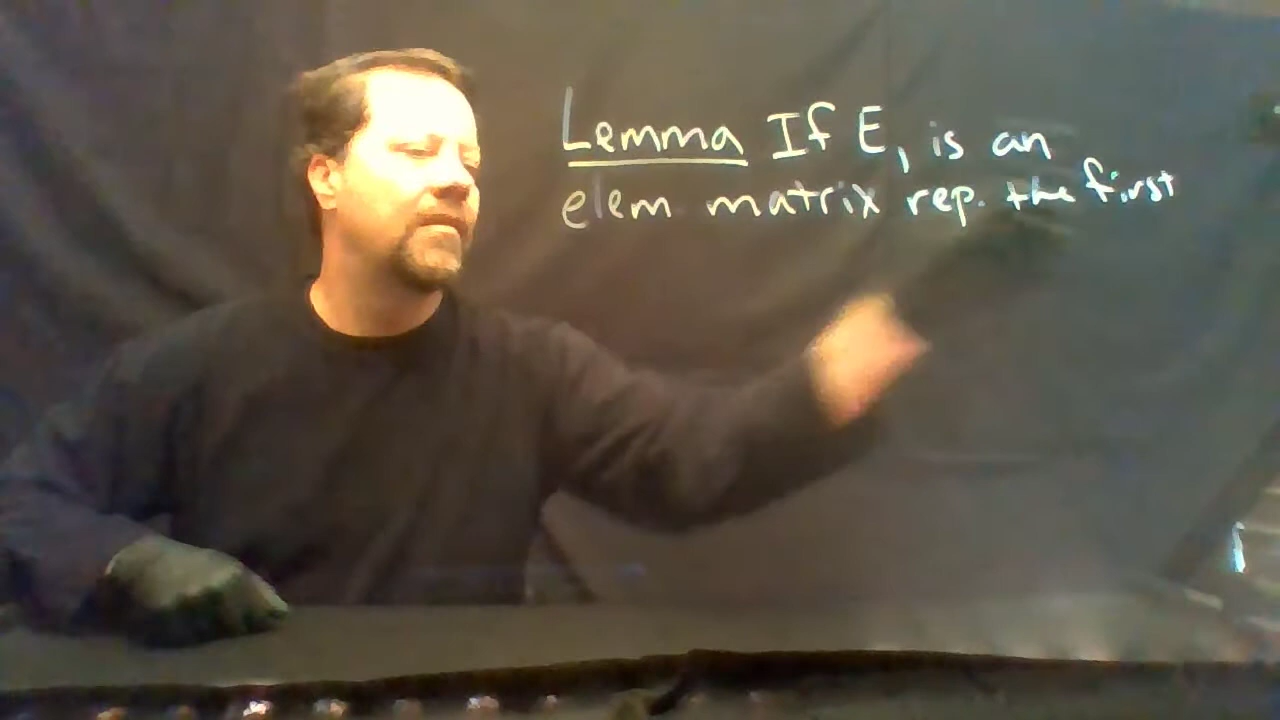 Lemma If E₁ is an
elem matrix rep. the first